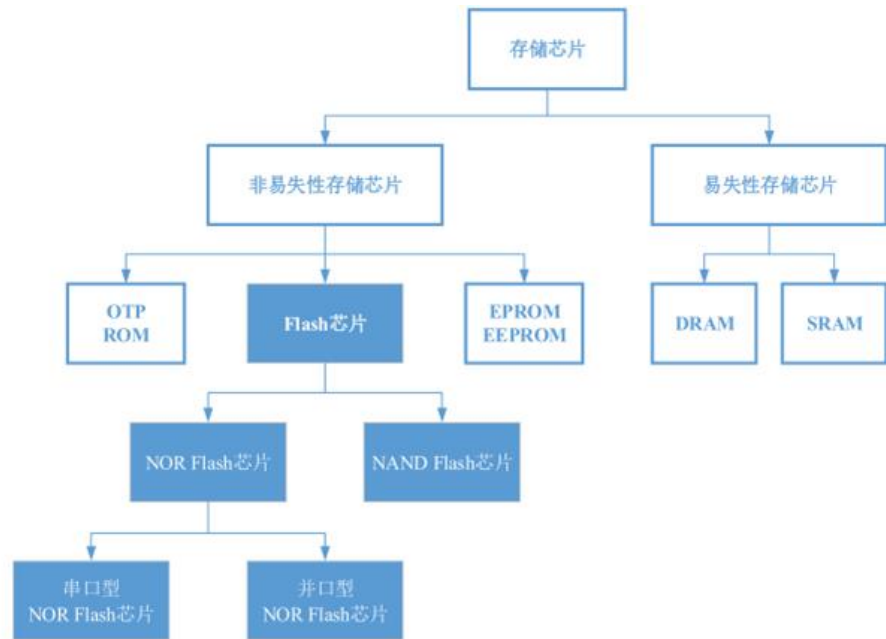 存储芯片
非易失性存储芯片
易失性存储芯片
OTP
ROM
Flash芯片
EPROM
EEPROM
DRAM
SRAM
NOR Flash芯片
NAND Flash芯片
串口型
NOR Flash芯片
并口型
NOR Flash芯片